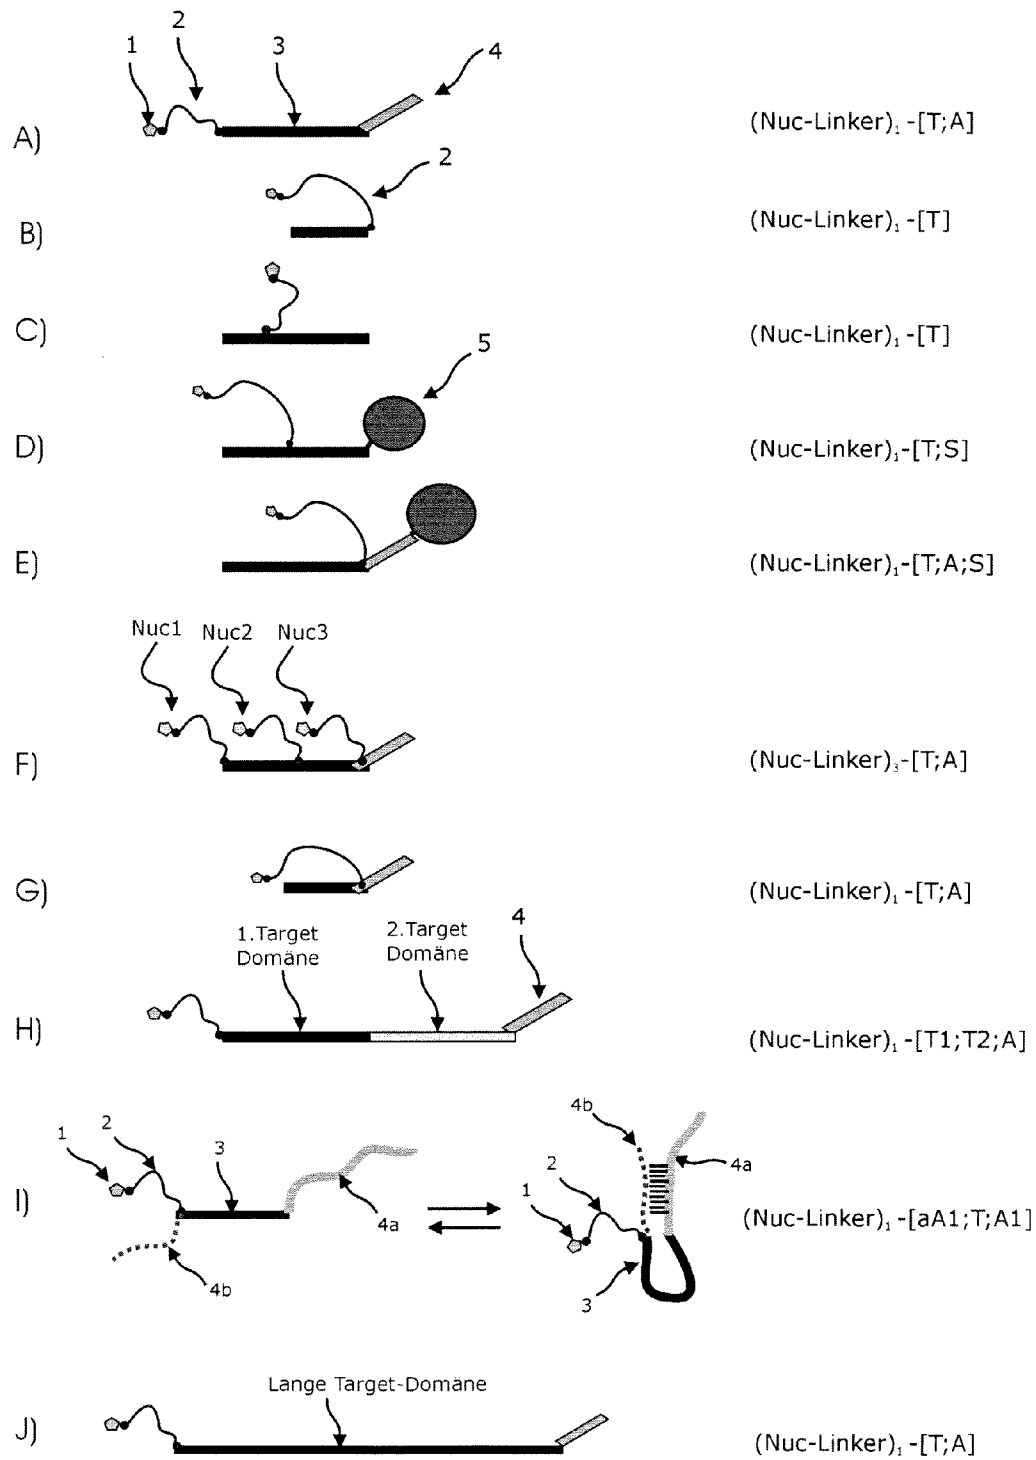 1
2
3
4
A)
(Nuc-Linker)₁-[T;A]
2
B)
(Nuc-Linker)₁-[T]
C)
(Nuc-Linker)₁-[T]
5
D)
(Nuc-Linker)₁-[T;S]
E)
(Nuc-Linker)₁-[T;A;S]
Nuc1 Nuc2 Nuc3
F)
(Nuc-Linker)₃-[T;A]
G)
(Nuc-Linker)₁-[T;A]
1.Target
Domäne
2.Target
Domäne
4
H)
(Nuc-Linker)₁-[T1;T2;A]
1
2
3
4a
4b
I)
4b
4a
2
1
3
(Nuc-Linker)₁-[aA1;T;A1]
Lange Target-Domäne
J)
(Nuc-Linker)₁-[T;A]